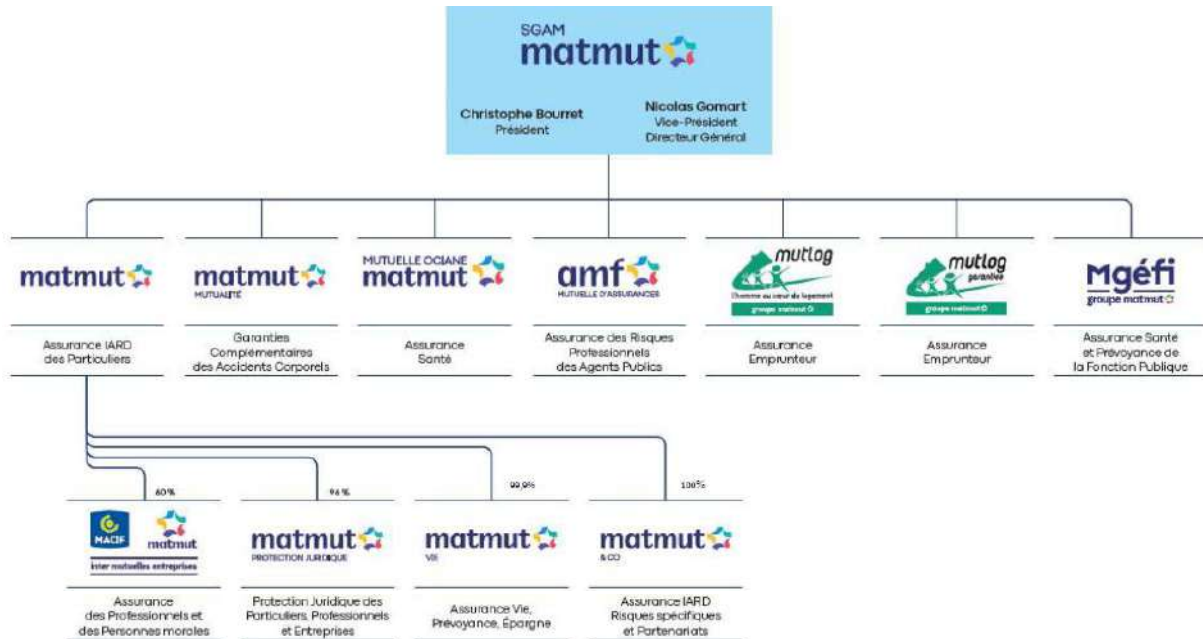 SGAM
matmut
Christophe Bourret
Président
Nicolas Gomart
Vice-Président
Directeur Général
matmut
Assurance IARD
des Particuliers
matmut
MUTUALITÉ
Garanties
Complémentaires
des Accidents Corporels
MUTUELLE OCIANE
matmut
Assurance
Santé
amf
MUTUELLE D'ASSURANCES
Assurance des Risques
Professionnels
des Agents Publics
mutlog
l'homme au cœur du logement
groupe matmut
Assurance
Emprunteur
mutlog
garanties
groupe matmut
Assurance
Emprunteur
Mgéfi
groupe matmut
Assurance Santé
et Prévoyance de
la Fonction Publique
60%
MACIF
matmut
inter mutuelles entreprises
Assurance
des Professionnels et
des Personnes morales
96%
matmut
PROTECTION JURIDIQUE
Protection Juridique des
Particuliers, Professionnels
et Entreprises
99,9%
matmut
VIE
Assurance Vie,
Prévoyance, Épargne
100%
matmut
& CO
Assurance IARD
Risques spécifiques
et Partenariats